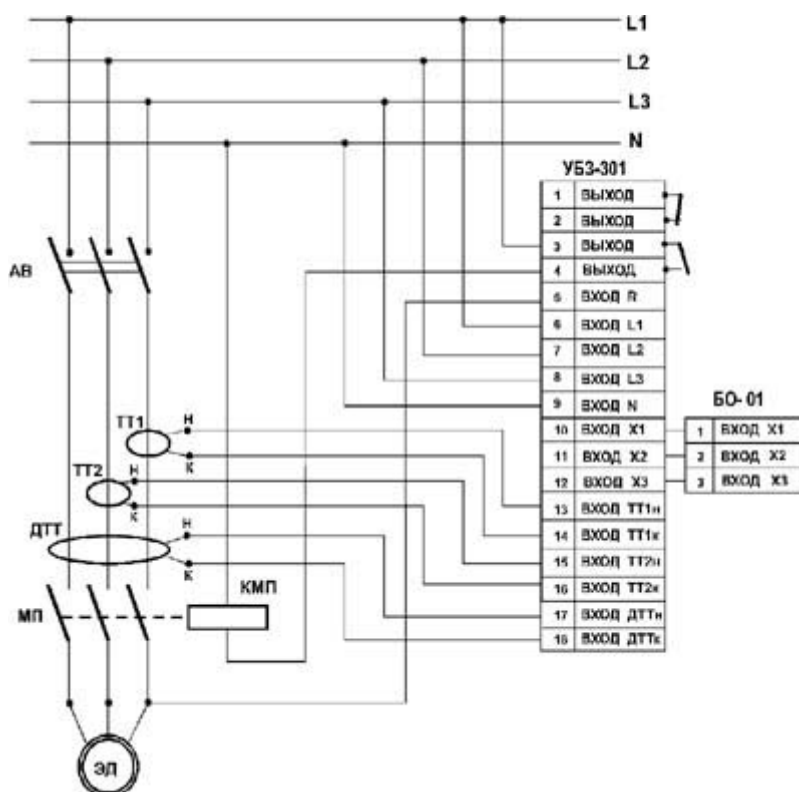 L1
L2
L3
N
УБЗ-301
1 ВЫХОД
2 ВЫХОД
3 ВЫХОД
4 ВЫХОД
5 ВХОД R
6 ВХОД L1
7 ВХОД L2
8 ВХОД L3
9 ВХОД N
10 ВХОД X1
11 ВХОД X2
12 ВХОД X3
13 ВХОД ТТ1н
14 ВХОД ТТ1к
15 ВХОД ТТ2н
16 ВХОД ТТ2к
17 ВХОД ДТТн
18 ВХОД ДТТк
БО-01
1 ВХОД X1
2 ВХОД X2
3 ВХОД X3
АВ
ТТ1
Н
К
ТТ2
Н
К
ДТТ
Н
К
КМП
МП
ЭД